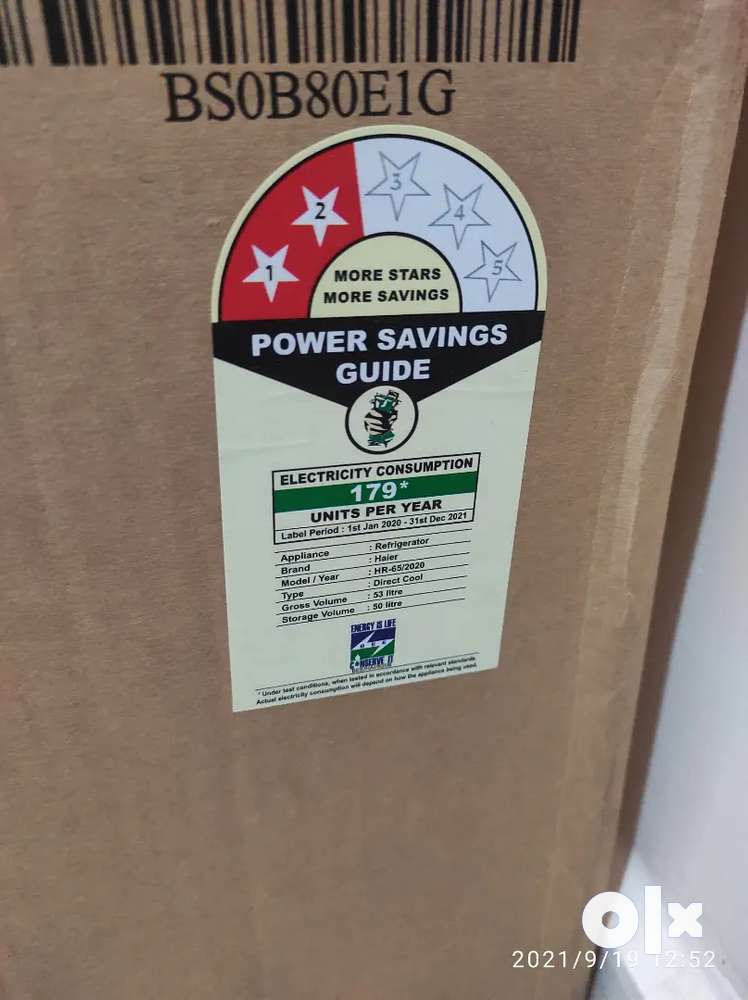 BS0B80E1G
1 2 3 4 5
MORE STARS
MORE SAVINGS
POWER SAVINGS
GUIDE
ELECTRICITY CONSUMPTION
179*
UNITS PER YEAR
Label Period : 1st Jan 2020 - 31st Dec 2021
Appliance : Refrigerator
Brand : Haier
Model / Year : HR-65/2020
Type : Direct Cool
Gross Volume : 53 litre
Storage Volume : 50 litre
ENERGY IS LIFE
CONSERVE IT
* Under test conditions, when tested in accordance with relevant standards.
Actual electricity consumption will depend on how the appliance being used.
olx
2021/9/19 12:52